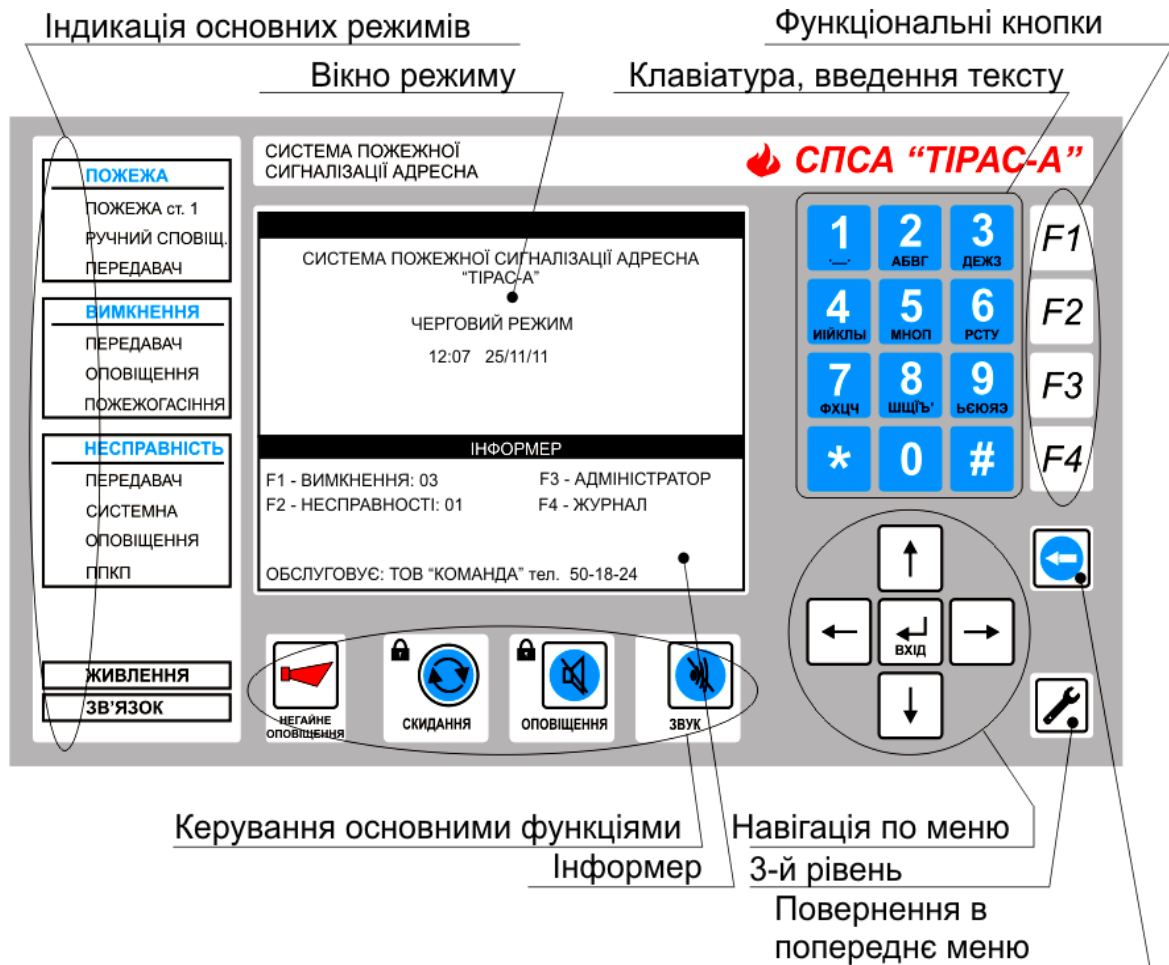 Індикація основних режимів
Функціональні кнопки
Вікно режиму
Клавіатура, введення тексту
СИСТЕМА ПОЖЕЖНОЇ
СИГНАЛІЗАЦІЇ АДРЕСНА
СПСА “ТІРАС-А”
ПОЖЕЖА
ПОЖЕЖА ст. 1
РУЧНИЙ СПОВІЩ.
ПЕРЕДАВАЧ
ВИМКНЕННЯ
ПЕРЕДАВАЧ
ОПОВІЩЕННЯ
ПОЖЕЖОГАСІННЯ
НЕСПРАВНІСТЬ
ПЕРЕДАВАЧ
СИСТЕМНА
ОПОВІЩЕННЯ
ППКП
ЖИВЛЕННЯ
ЗВ’ЯЗОК
СИСТЕМА ПОЖЕЖНОЇ СИГНАЛІЗАЦІЇ АДРЕСНА
“ТІРАС-А”
ЧЕРГОВИЙ РЕЖИМ
12:07 25/11/11
ІНФОРМЕР
F1 - ВИМКНЕННЯ: 03 F3 - АДМІНІСТРАТОР
F2 - НЕСПРАВНОСТІ: 01 F4 - ЖУРНАЛ
ОБСЛУГОВУЄ: ТОВ “КОМАНДА” тел. 50-18-24
1 2 3
.__. АБВГ ДЕЖЗ
4 5 6
ИІЙКЛЫ МНОП РСТУ
7 8 9
ФХЦЧ ШЩЇЪ’ ЬЄЮЯЭ
* 0 #
F1
F2
F3
F4
ВХІД
НЕГАЙНЕ
ОПОВІЩЕННЯ
СКИДАННЯ
ОПОВІЩЕННЯ
ЗВУК
Керування основними функціями
Навігація по меню
Інформер
3-й рівень
Повернення в
попереднє меню